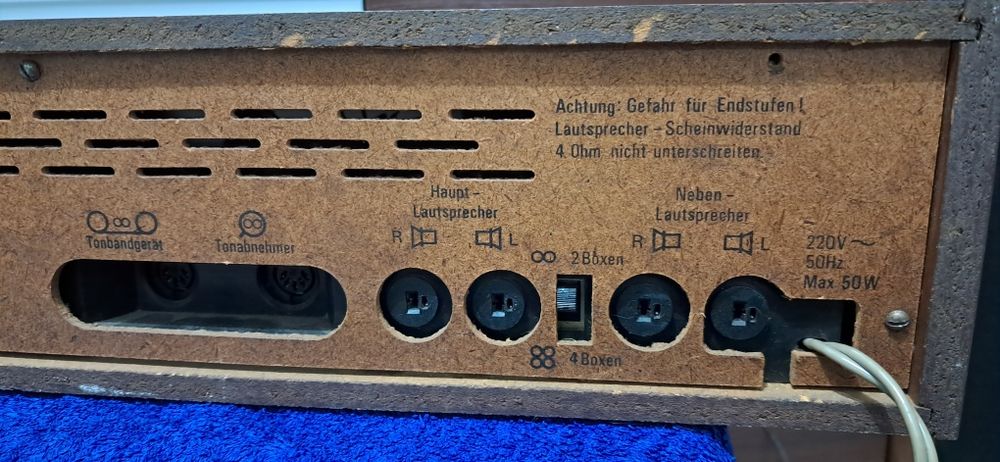 Achtung: Gefahr für Endstufen!
Lautsprecher - Scheinwiderstand
4 Ohm nicht unterschreiten.
Haupt-
Lautsprecher
R L
Neben-
Lautsprecher
R L
Tonbandgerät
Tonabnehmer
2 Boxen
4 Boxen
220V~
50Hz
Max 50W